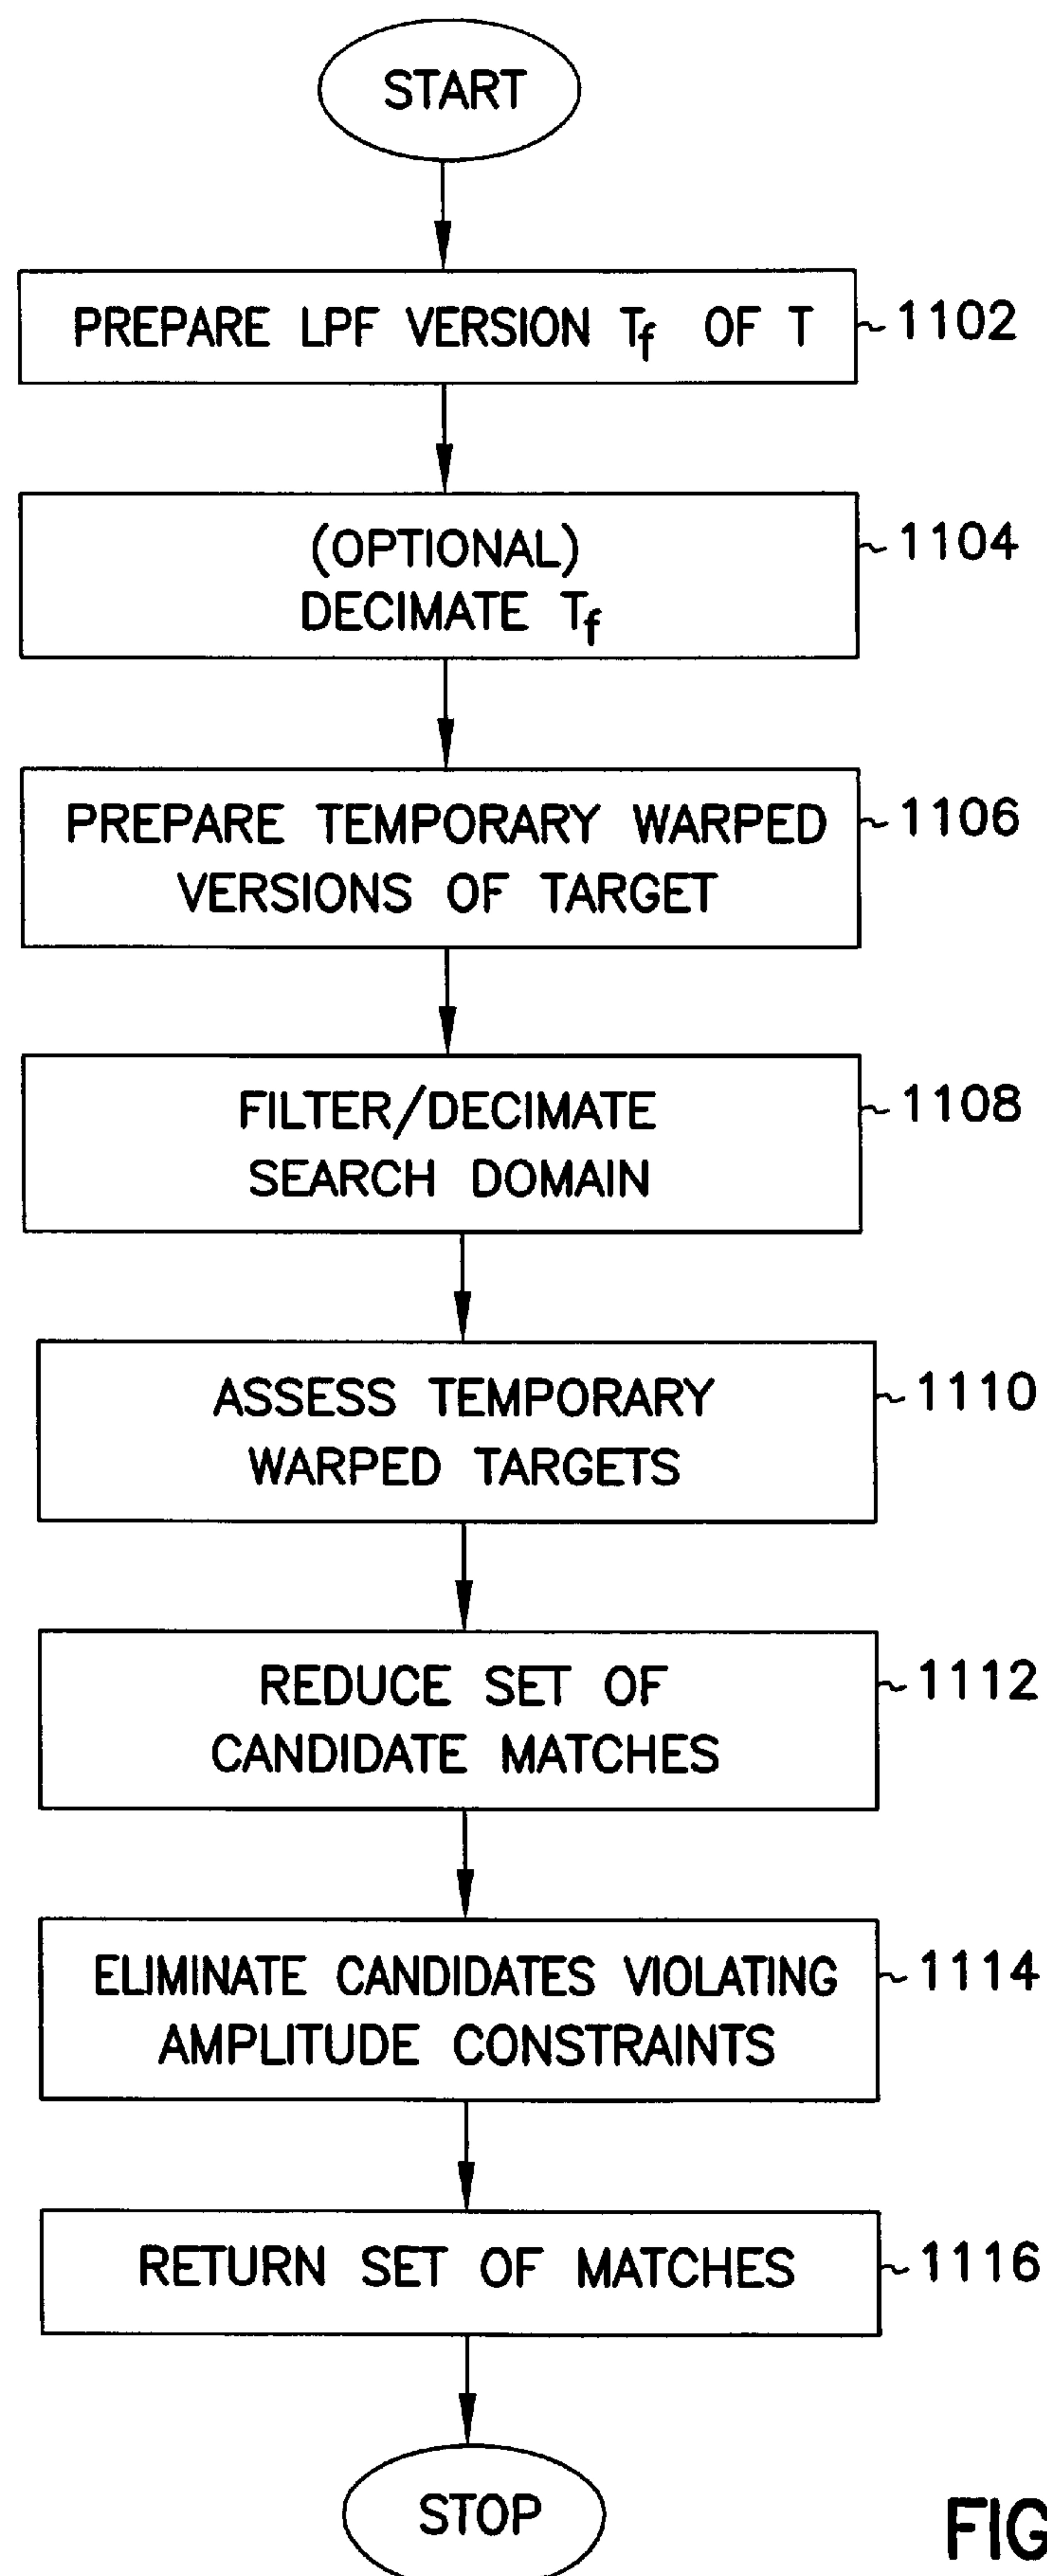 START
PREPARE LPF VERSION Tf OF T
1102
(OPTIONAL)
DECIMATE Tf
1104
PREPARE TEMPORARY WARPED
VERSIONS OF TARGET
1106
FILTER/DECIMATE
SEARCH DOMAIN
1108
ASSESS TEMPORARY
WARPED TARGETS
1110
REDUCE SET OF
CANDIDATE MATCHES
1112
ELIMINATE CANDIDATES VIOLATING
AMPLITUDE CONSTRAINTS
1114
RETURN SET OF MATCHES
1116
STOP
FIG